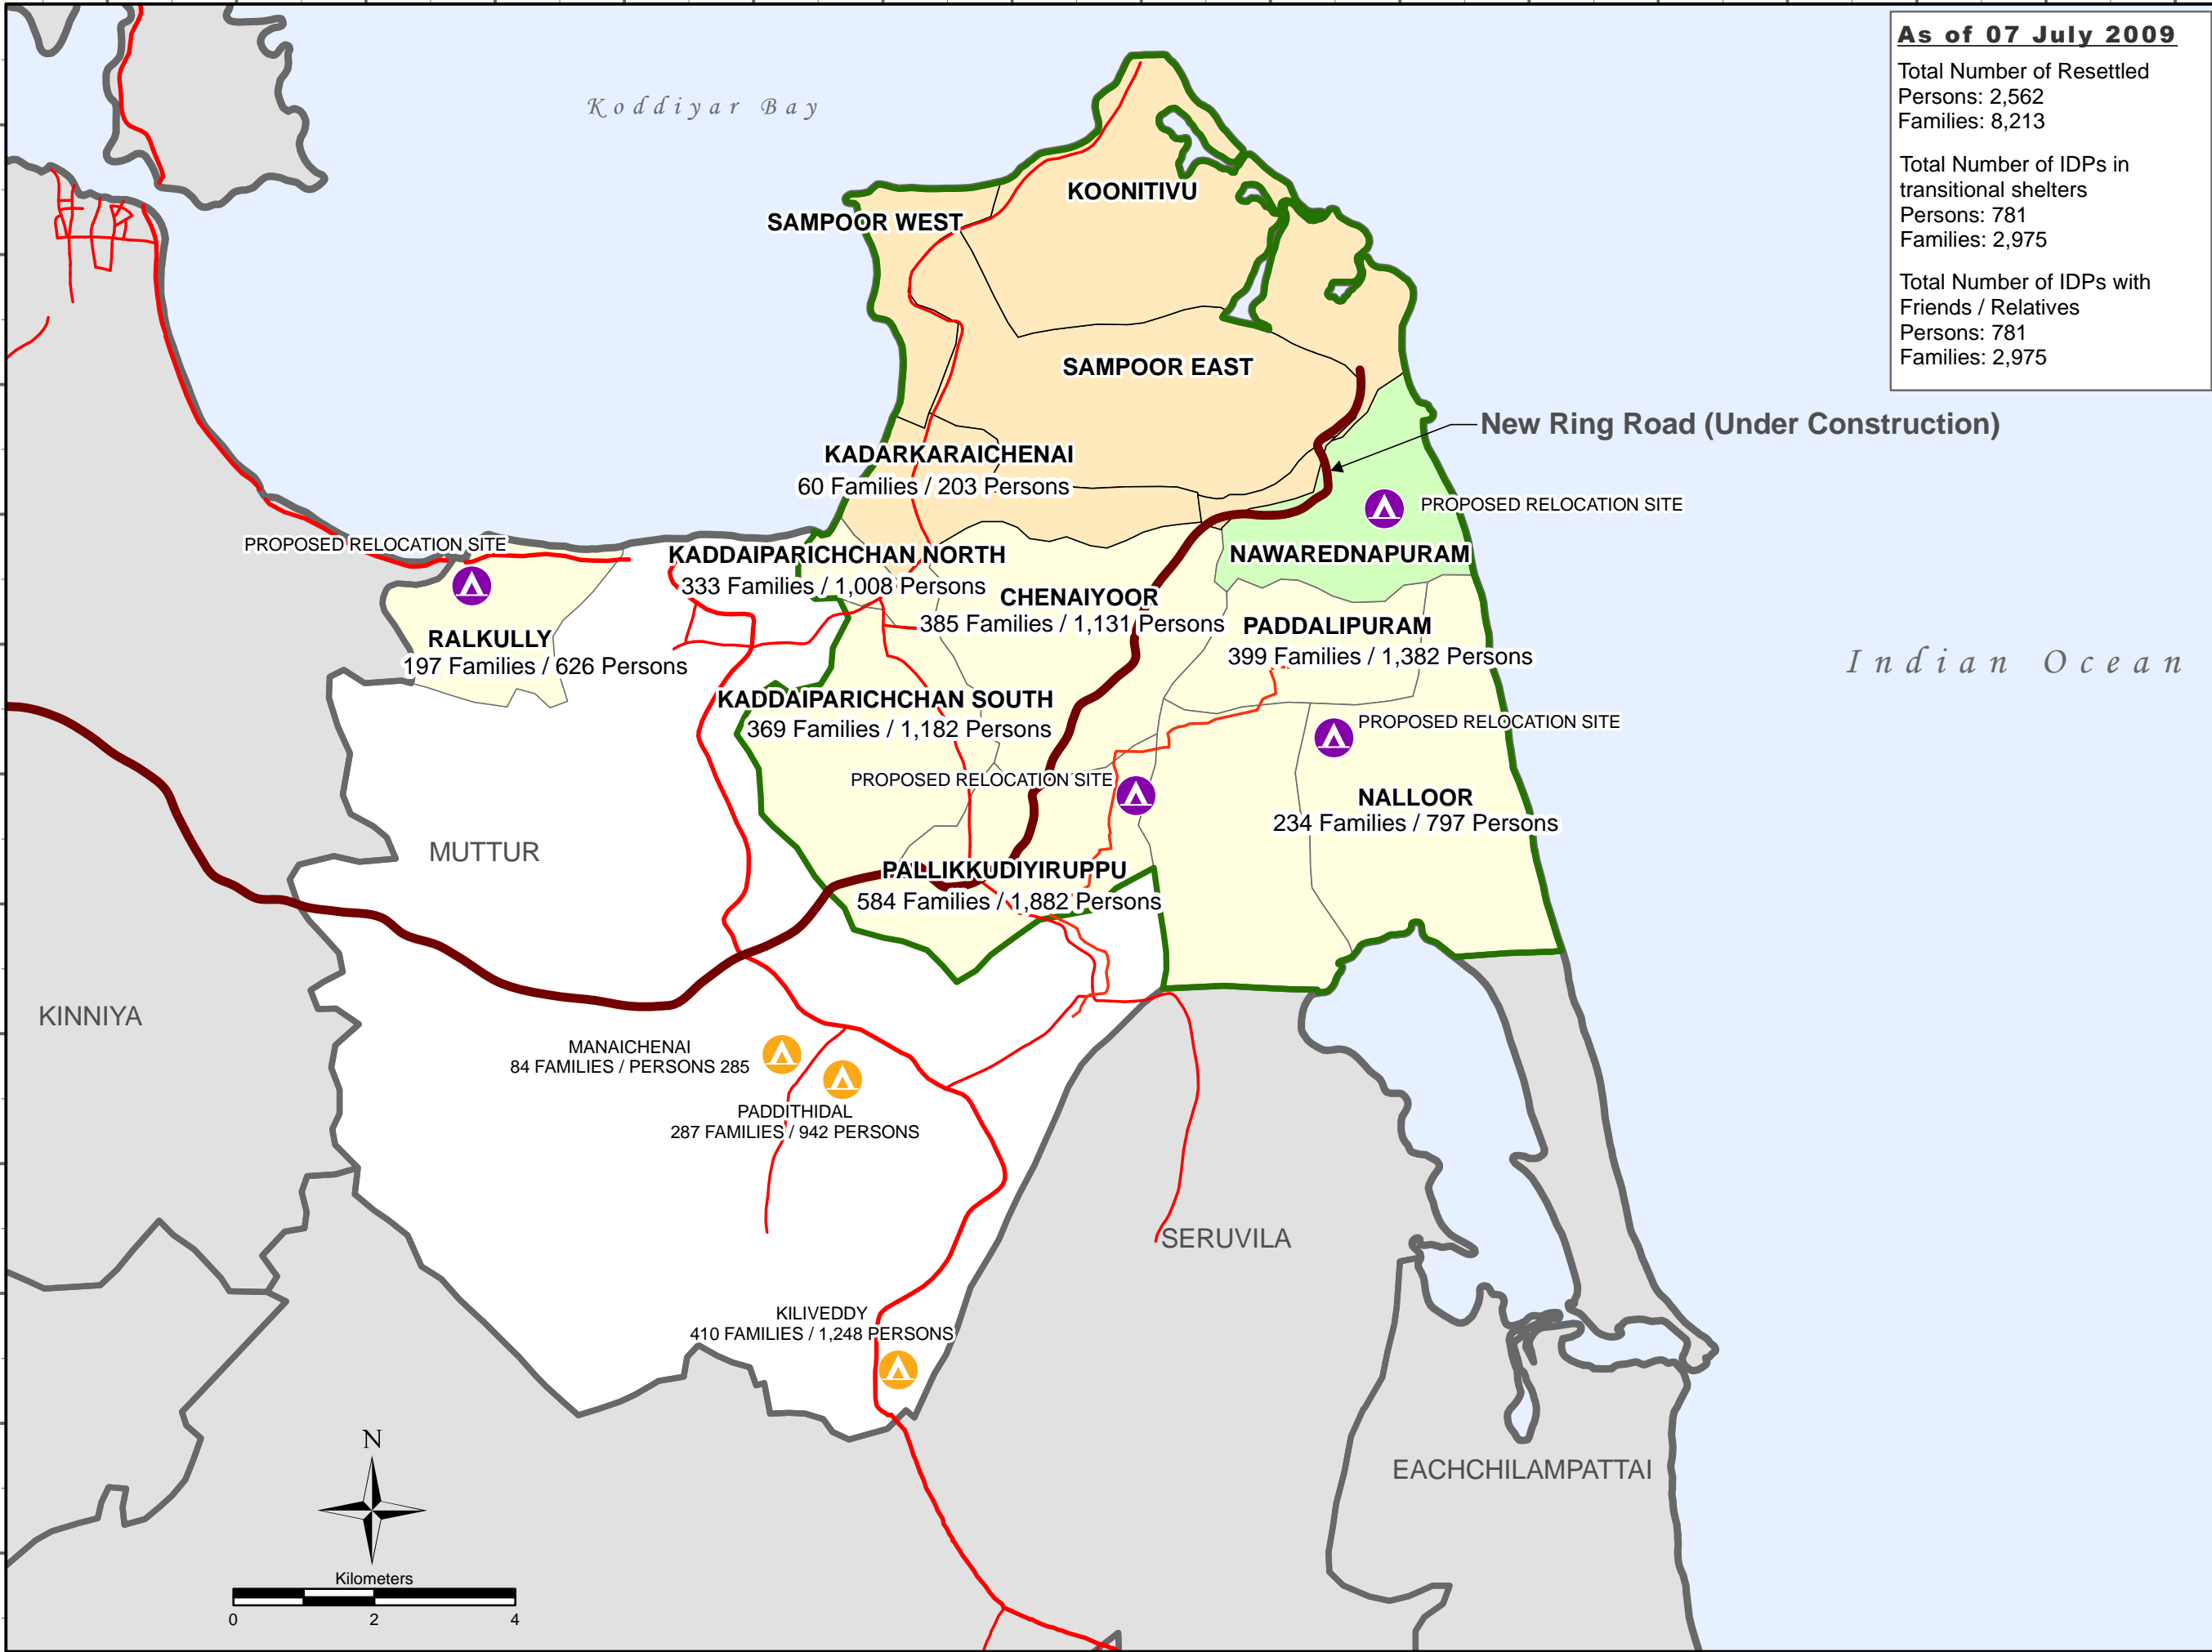 As of 07 July 2009
Total Number of Resettled
Persons: 2,562
Families: 8,213
Total Number of IDPs in
transitional shelters
Persons: 781
Families: 2,975
Total Number of IDPs with
Friends / Relatives
Persons: 781
Families: 2,975
Koddiyar Bay
KOONITIVU
SAMPOOR WEST
SAMPOOR EAST
New Ring Road (Under Construction)
KADARKARAICHENAI
60 Families / 203 Persons
PROPOSED RELOCATION SITE
PROPOSED RELOCATION SITE
KADDAIPARICHCHAN NORTH
333 Families / 1,008 Persons
NAWAREDNAPURAM
CHENAIYOOR
385 Families / 1,131 Persons
PADDALIPURAM
399 Families / 1,382 Persons
RALKULLY
197 Families / 626 Persons
Indian Ocean
KADDAIPARICHCHAN SOUTH
369 Families / 1,182 Persons
PROPOSED RELOCATION SITE
PROPOSED RELOCATION SITE
NALLOOR
234 Families / 797 Persons
MUTTUR
PALLIKKUDIYIRUPPU
584 Families / 1,882 Persons
KINNIYA
MANAICHENAI
84 FAMILIES / PERSONS 285
PADDITHIDAL
287 FAMILIES / 942 PERSONS
SERUVILA
KILIVEDDY
410 FAMILIES / 1,248 PERSONS
EACHCHILAMPATTAI
N
Kilometers
0 2 4